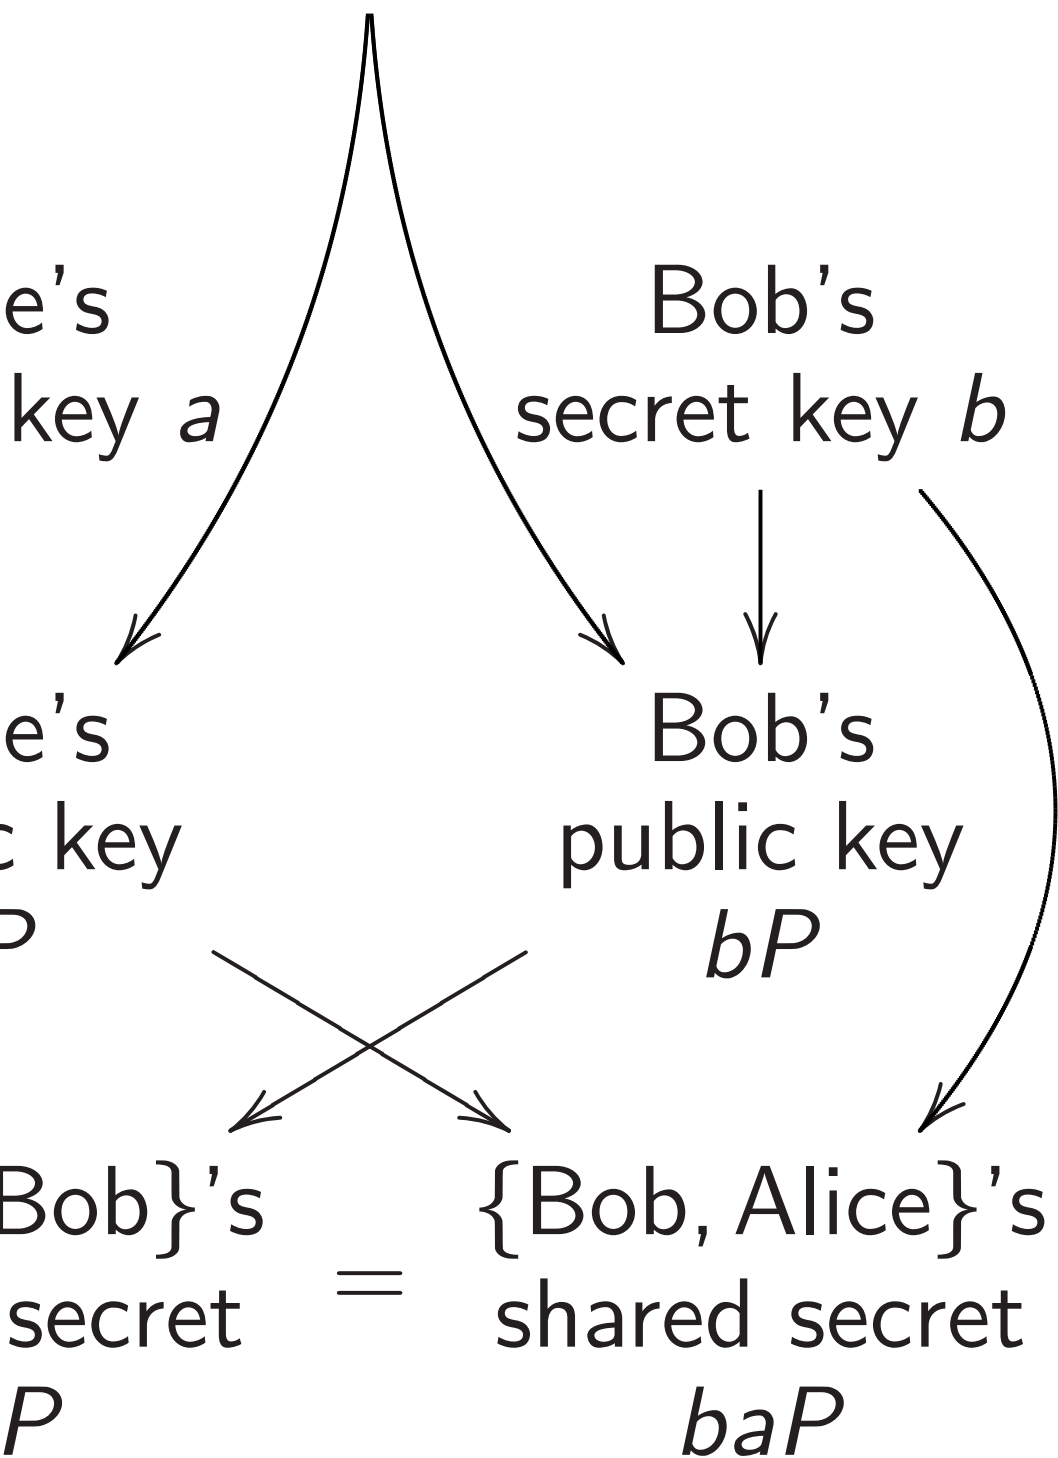 e's
key a
Bob's
secret key b
e's
c key
P
Bob's
public key
bP
Bob}'s
secret
P
=
{Bob, Alice}'s
shared secret
baP